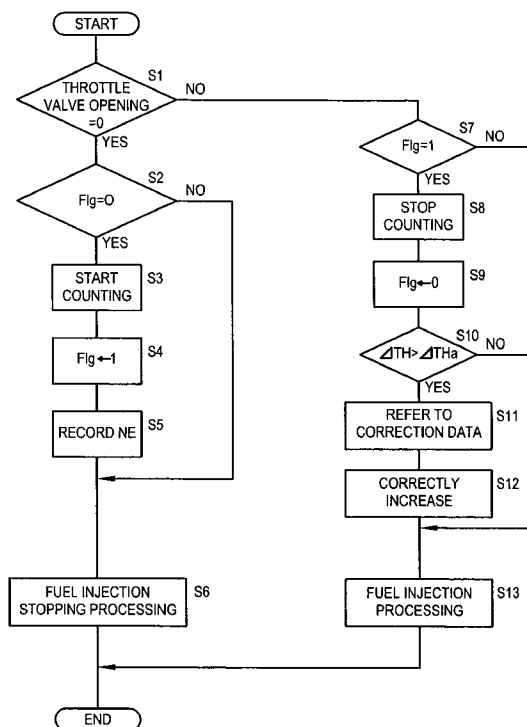 START
S1
THROTTLE
VALVE OPENING
=0
NO
YES
S2
Flg=O
NO
YES
START
COUNTING
S3
Flg←1
S4
RECORD NE
S5
FUEL INJECTION
STOPPING PROCESSING
S6
S7
Flg=1
NO
YES
STOP
COUNTING
S8
Flg←0
S9
S10
⊿TH>⊿THa
NO
YES
REFER TO
CORRECTION DATA
S11
CORRECTLY
INCREASE
S12
FUEL INJECTION
PROCESSING
S13
END